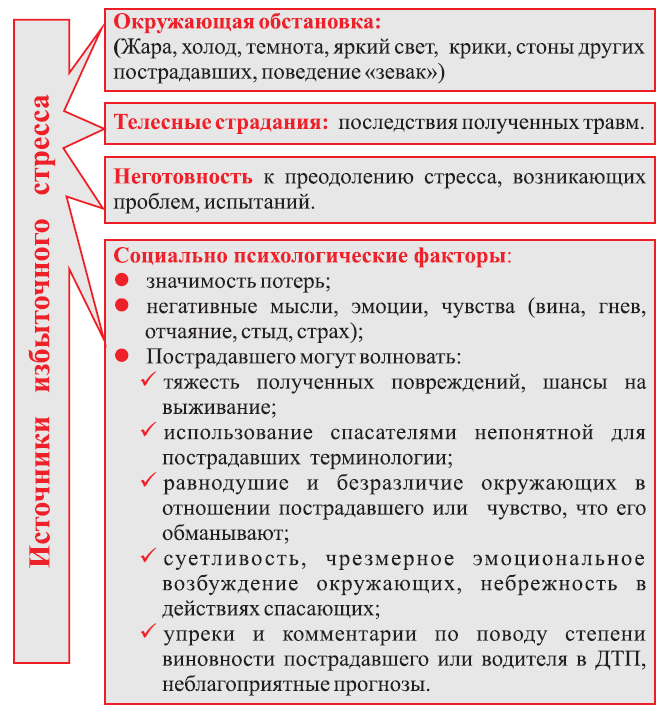 Источники избыточного стресса
Окружающая обстановка:
(Жара, холод, темнота, яркий свет, крики, стоны других
пострадавших, поведение «зевак»)
Телесные страдания: последствия полученных травм.
Неготовность к преодолению стресса, возникающих
проблем, испытаний.
Социально психологические факторы:
● значимость потерь;
● негативные мысли, эмоции, чувства (вина, гнев,
отчаяние, стыд, страх);
● Пострадавшего могут волновать:
✓ тяжесть полученных повреждений, шансы на
выживание;
✓ использование спасателями непонятной для
пострадавших терминологии;
✓ равнодушие и безразличие окружающих в
отношении пострадавшего или чувство, что его
обманывают;
✓ суетливость, чрезмерное эмоциональное
возбуждение окружающих, небрежность в
действиях спасающих;
✓ упреки и комментарии по поводу степени
виновности пострадавшего или водителя в ДТП,
неблагоприятные прогнозы.